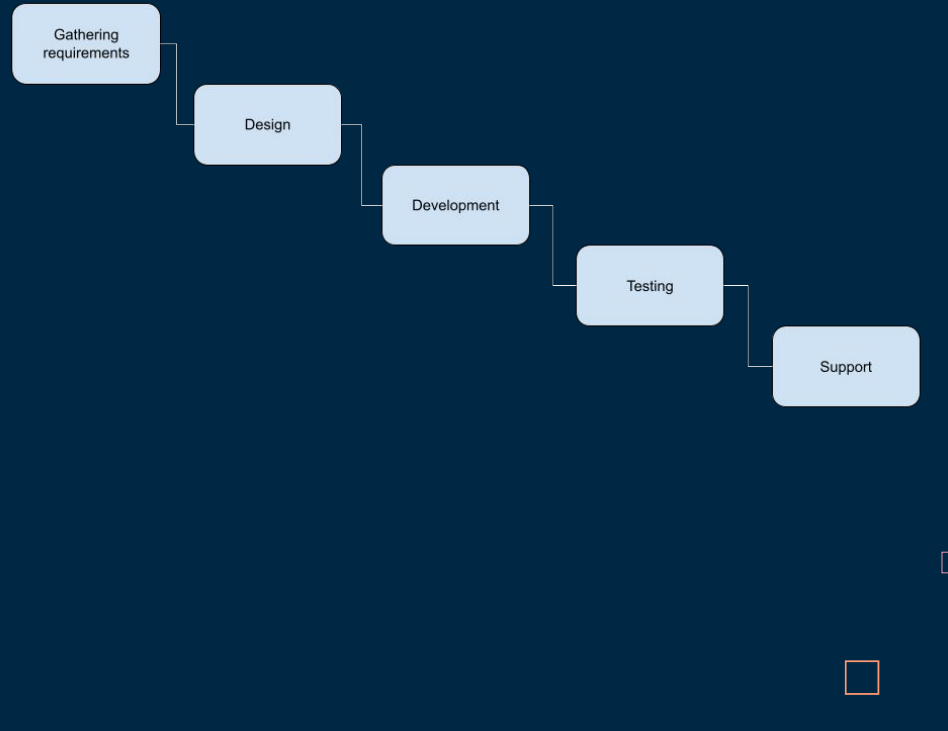 Gathering
requirements
Design
Development
Testing
Support